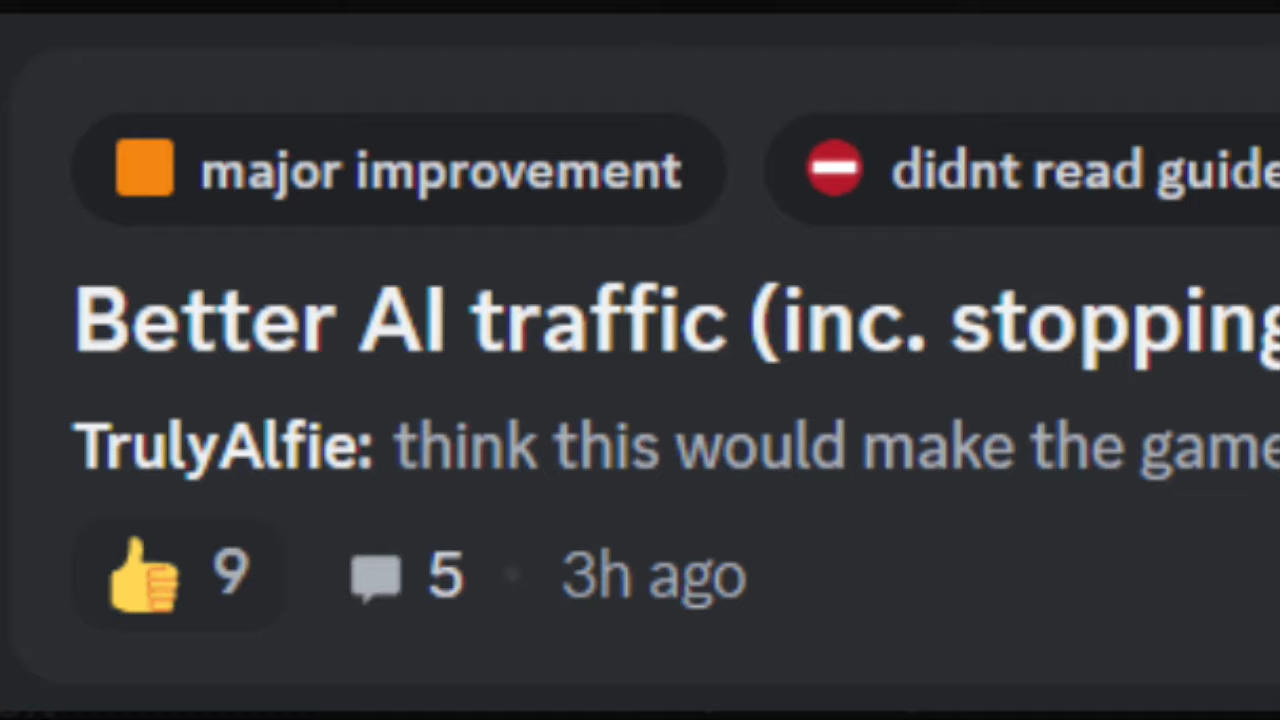 major improvement didnt read guide
Better AI traffic (inc. stopping
TrulyAlfie: think this would make the game
9 5 · 3h ago